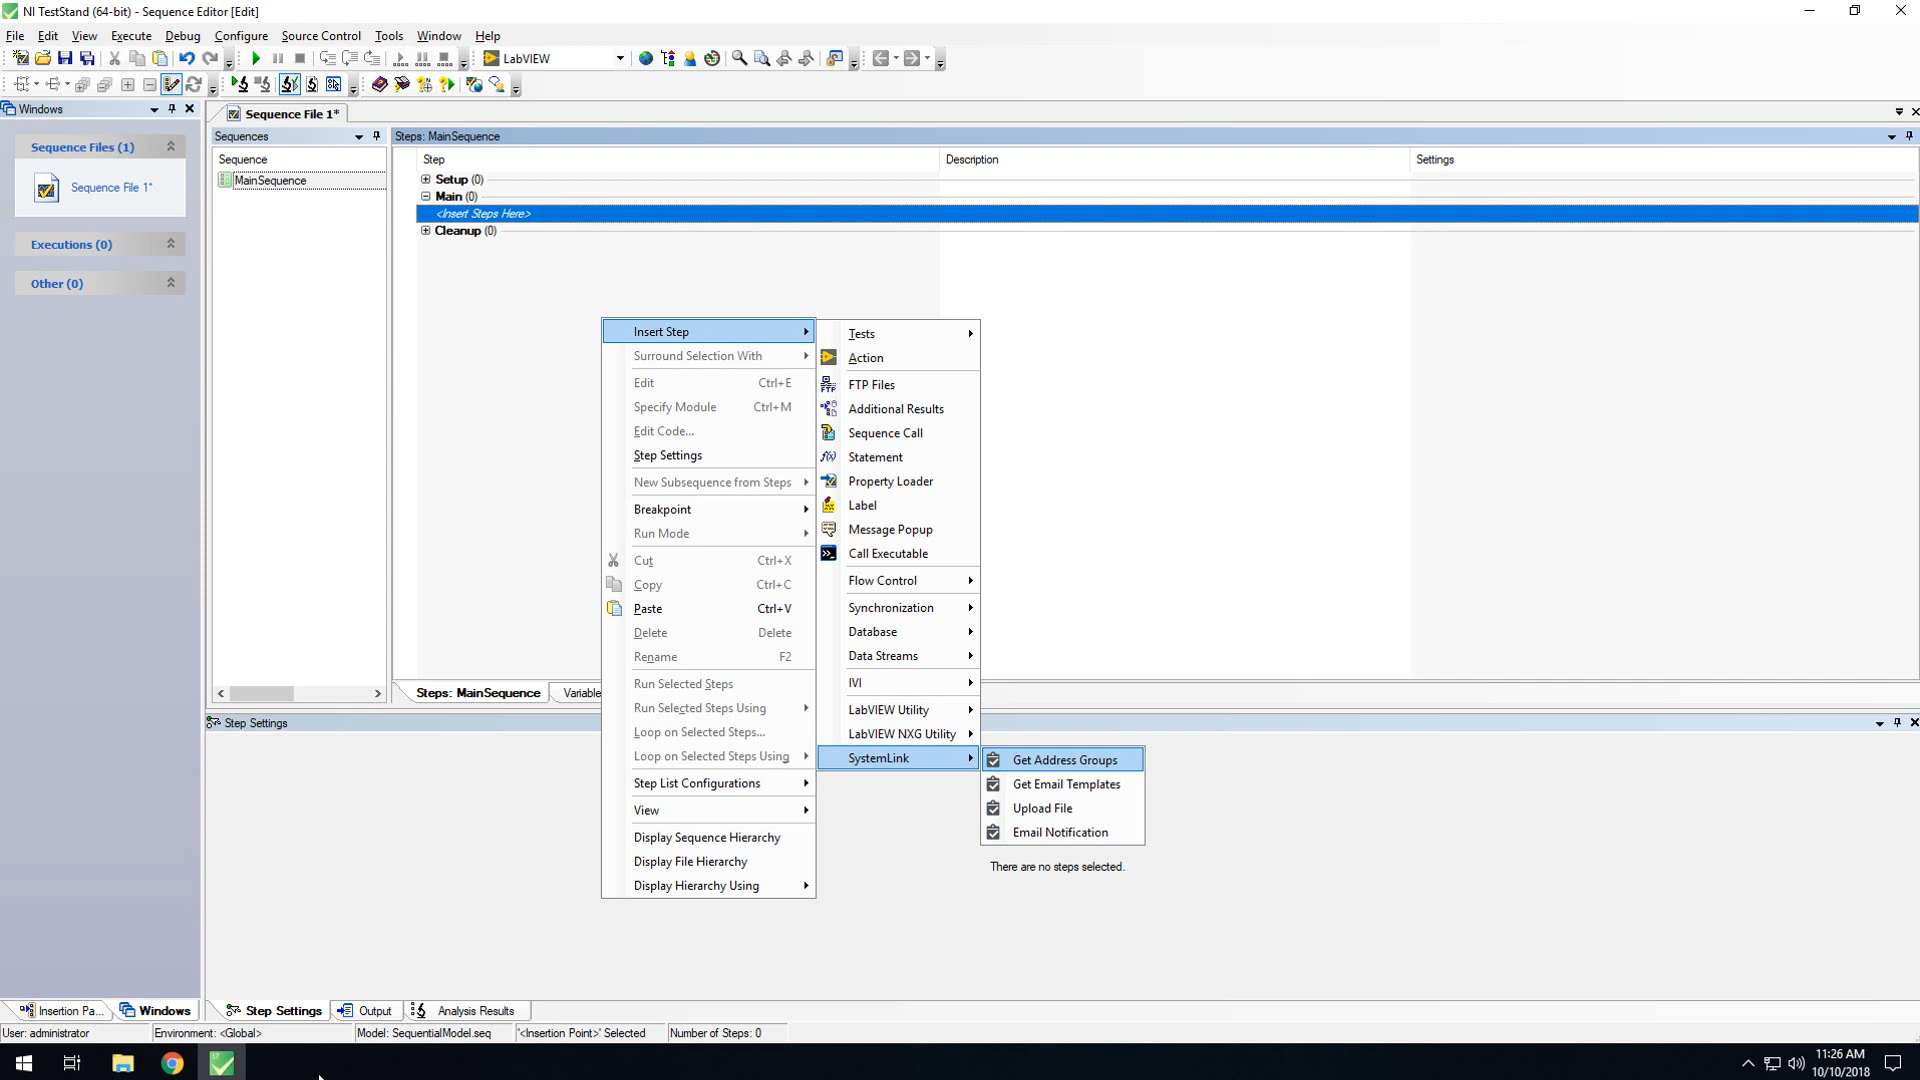 NI TestStand (64-bit) - Sequence Editor [Edit]
File Edit View Execute Debug Configure Source Control Tools Window Help
LabVIEW
Windows
Sequence File 1*
Sequences
Steps: MainSequence
Sequence Files (1)
Sequence File 1*
Executions (0)
Other (0)
Sequence
MainSequence
Step Description Settings
Setup (0)
Main (0)
<Insert Steps Here>
Cleanup (0)
Insert Step
Surround Selection With
Edit Ctrl+E
Specify Module Ctrl+M
Edit Code...
Step Settings
New Subsequence from Steps
Breakpoint
Run Mode
Cut Ctrl+X
Copy Ctrl+C
Paste Ctrl+V
Delete Delete
Rename F2
Run Selected Steps
Run Selected Steps Using
Loop on Selected Steps...
Loop on Selected Steps Using
Step List Configurations
View
Display Sequence Hierarchy
Display File Hierarchy
Display Hierarchy Using
Tests
Action
FTP
FTP Files
Additional Results
Sequence Call
f(x) Statement
Property Loader
Label
Message Popup
Call Executable
Flow Control
Synchronization
Database
Data Streams
IVI
LabVIEW Utility
LabVIEW NXG Utility
SystemLink
Get Address Groups
Get Email Templates
Upload File
Email Notification
Steps: MainSequence Variable
Step Settings
There are no steps selected.
Insertion Pa... Windows
Step Settings Output Analysis Results
User: administrator Environment: <Global> Model: SequentialModel.seq '<Insertion Point>' Selected Number of Steps: 0
11:26 AM
10/10/2018